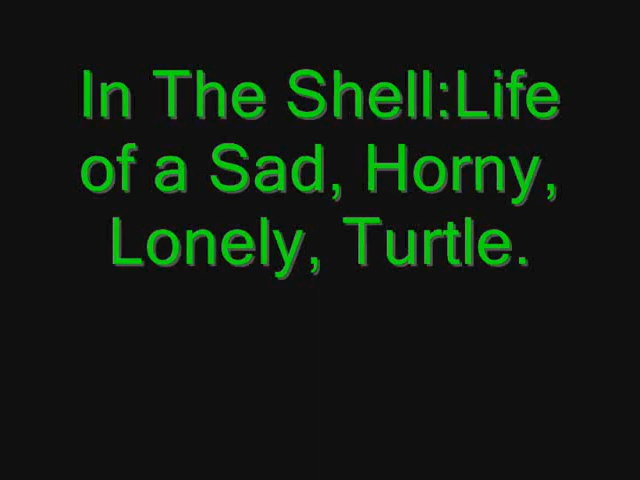 In The Shell:Life
of a Sad, Horny,
Lonely, Turtle.